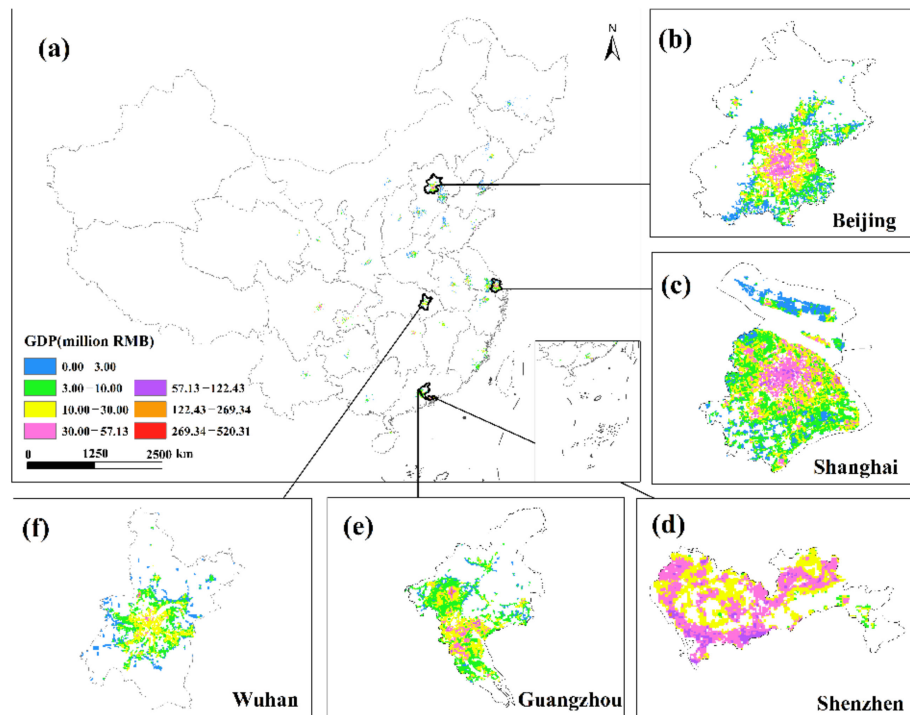 (a)
N
(b)
Beijing
(c)
Shanghai
GDP(million RMB)
0.00 3.00
3.00−10.00 57.13−122.43
10.00−30.00 122.43−269.34
30.00−57.13 269.34−520.31
0 1250 2500 km
(f)
Wuhan
(e)
Guangzhou
(d)
Shenzhen